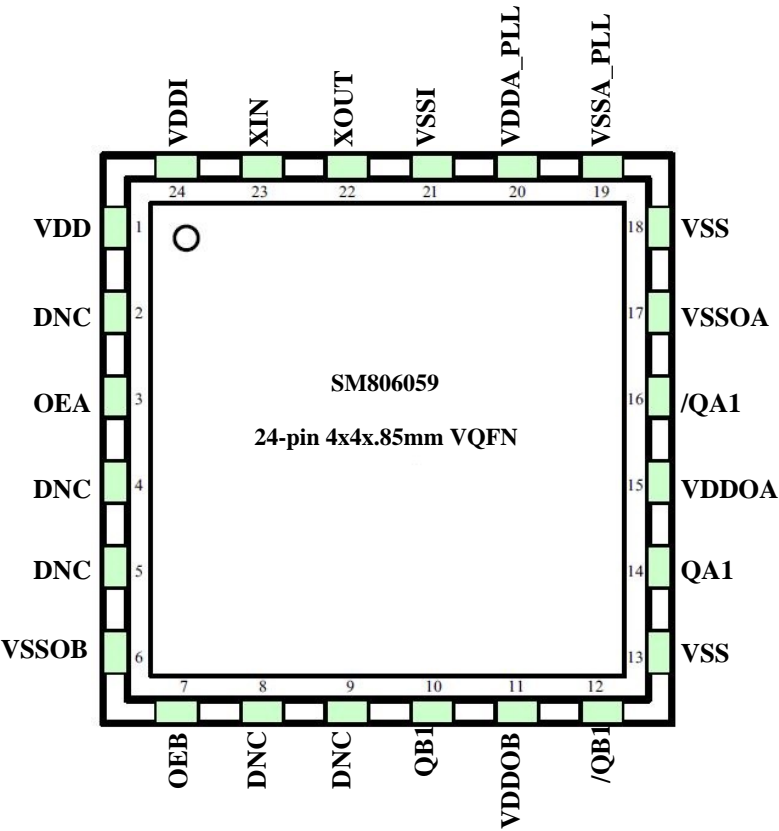 VDDI
XIN
XOUT
VSSI
VDDA_PLL
VSSA_PLL
24
23
22
21
20
19
VDD
1
18
VSS
DNC
2
17
VSSOA
OEA
3
SM806059
16
/QA1
24-pin 4x4x.85mm VQFN
DNC
4
15
VDDOA
DNC
5
14
QA1
VSSOB
6
13
VSS
7
8
9
10
11
12
OEB
DNC
DNC
QB1
VDDOB
/QB1